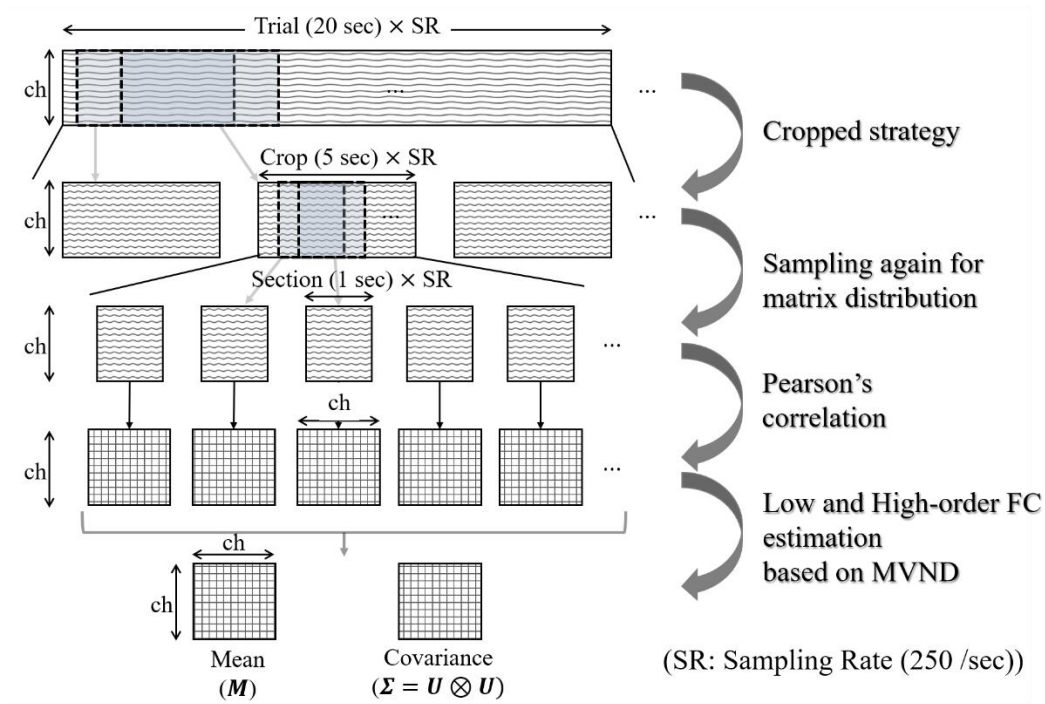 Trial (20 sec) × SR
ch
...
...
Cropped strategy
Crop (5 sec) × SR
ch
...
...
Sampling again for
matrix distribution
Section (1 sec) × SR
ch
...
Pearson's
correlation
ch
ch
...
Low and High-order FC
estimation
based on MVND
ch
ch
Mean
(M)
Covariance
(Σ = U ⊗ U)
(SR: Sampling Rate (250 /sec))